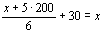 (x + 5 · 200)/6 + 30 = x